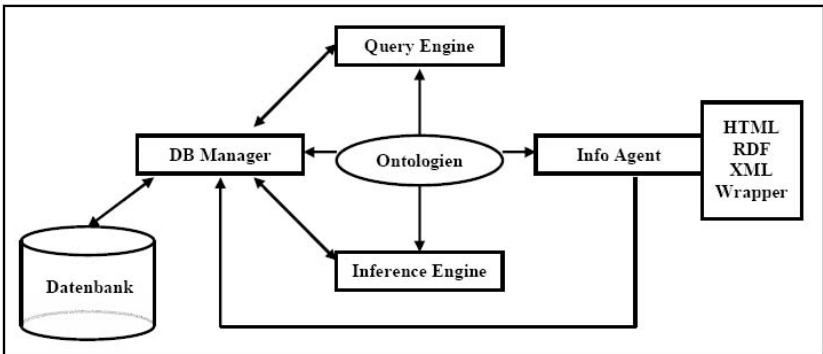 Query Engine
DB Manager
Ontologien
Info Agent
HTML
RDF
XML
Wrapper
Inference Engine
Datenbank